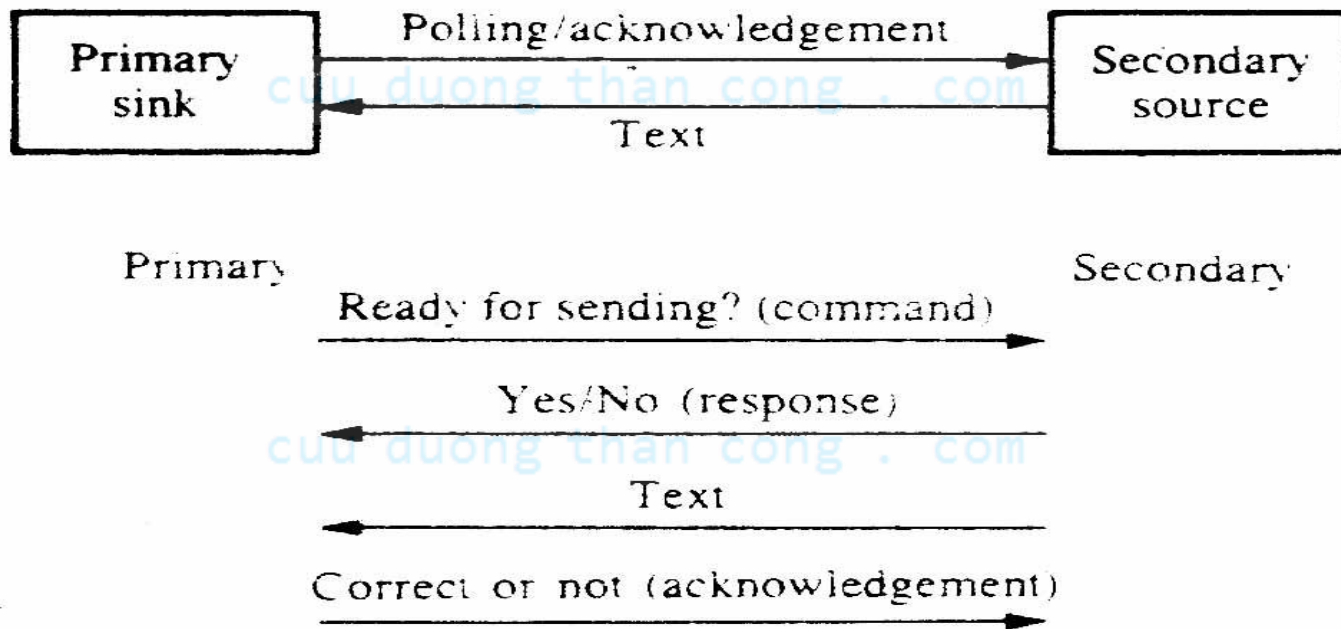 Polling/acknowledgement
Primary
sink
Secondary
source
cuu duong than cong . com
Text
Primary
Secondary
Ready for sending? (command)
Yes/No (response)
cuu duong than cong . com
Text
Correct or not (acknowledgement)